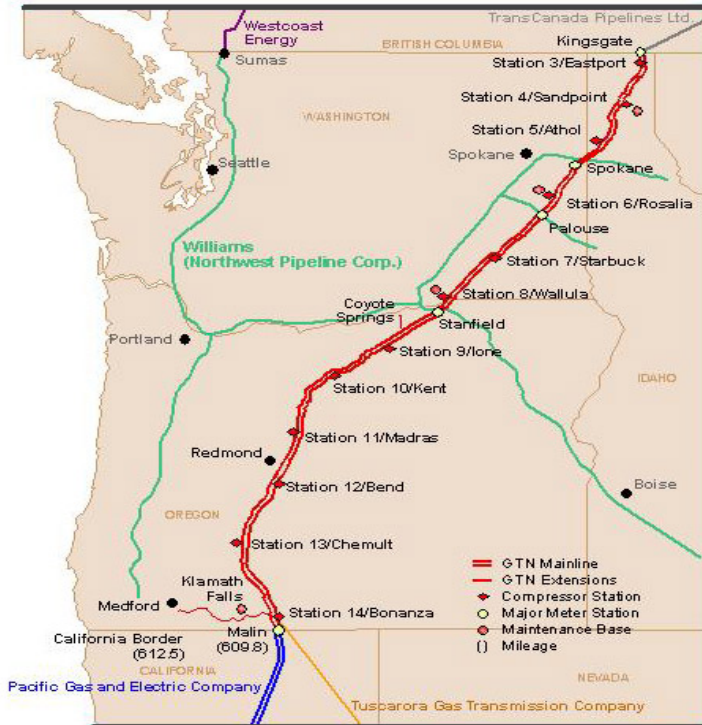 TransCanada Pipelines Ltd.
Westcoast
Energy
BRITISH COLUMBIA
Kingsgate
Sumas
Station 3/Eastport
Station 4/Sandpoint
WASHINGTON
Station 5/Athol
Spokane
Seattle
Spokane
Station 6/Rosalia
Palouse
Williams
(Northwest Pipeline Corp.)
Station 7/Starbuck
Station 8/Wallula
Coyote
Springs
Stanfield
Portland
Station 9/Ione
IDAHO
Station 10/Kent
Station 11/Madras
Redmond
Station 12/Bend
Boise
OREGON
Station 13/Chemult
GTN Mainline
GTN Extensions
Klamath
Falls
Compressor Station
Medford
Station 14/Bonanza
Major Meter Station
California Border
(612.5)
Malin
(609.8)
Maintenance Base
() Mileage
CALIFORNIA
NEVADA
Pacific Gas and Electric Company
Tuscarora Gas Transmission Company